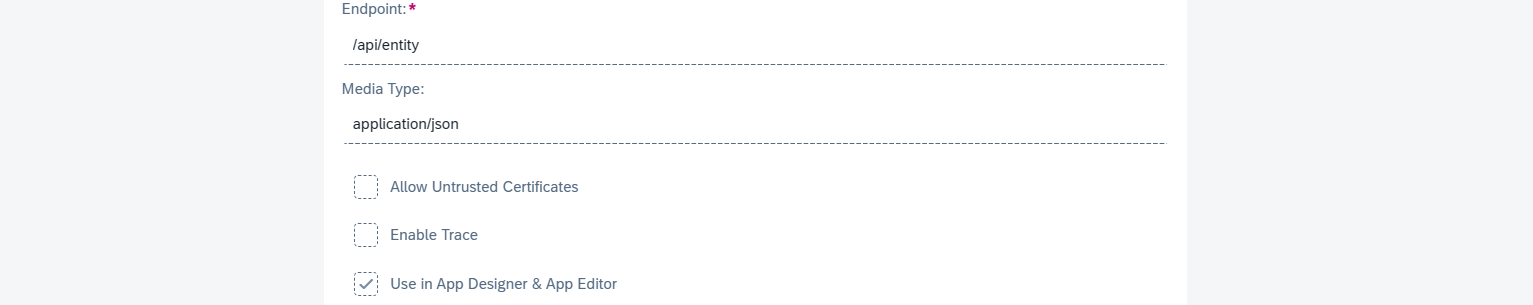 Endpoint:*
/api/entity
Media Type:
application/json
Allow Untrusted Certificates
Enable Trace
Use in App Designer & App Editor